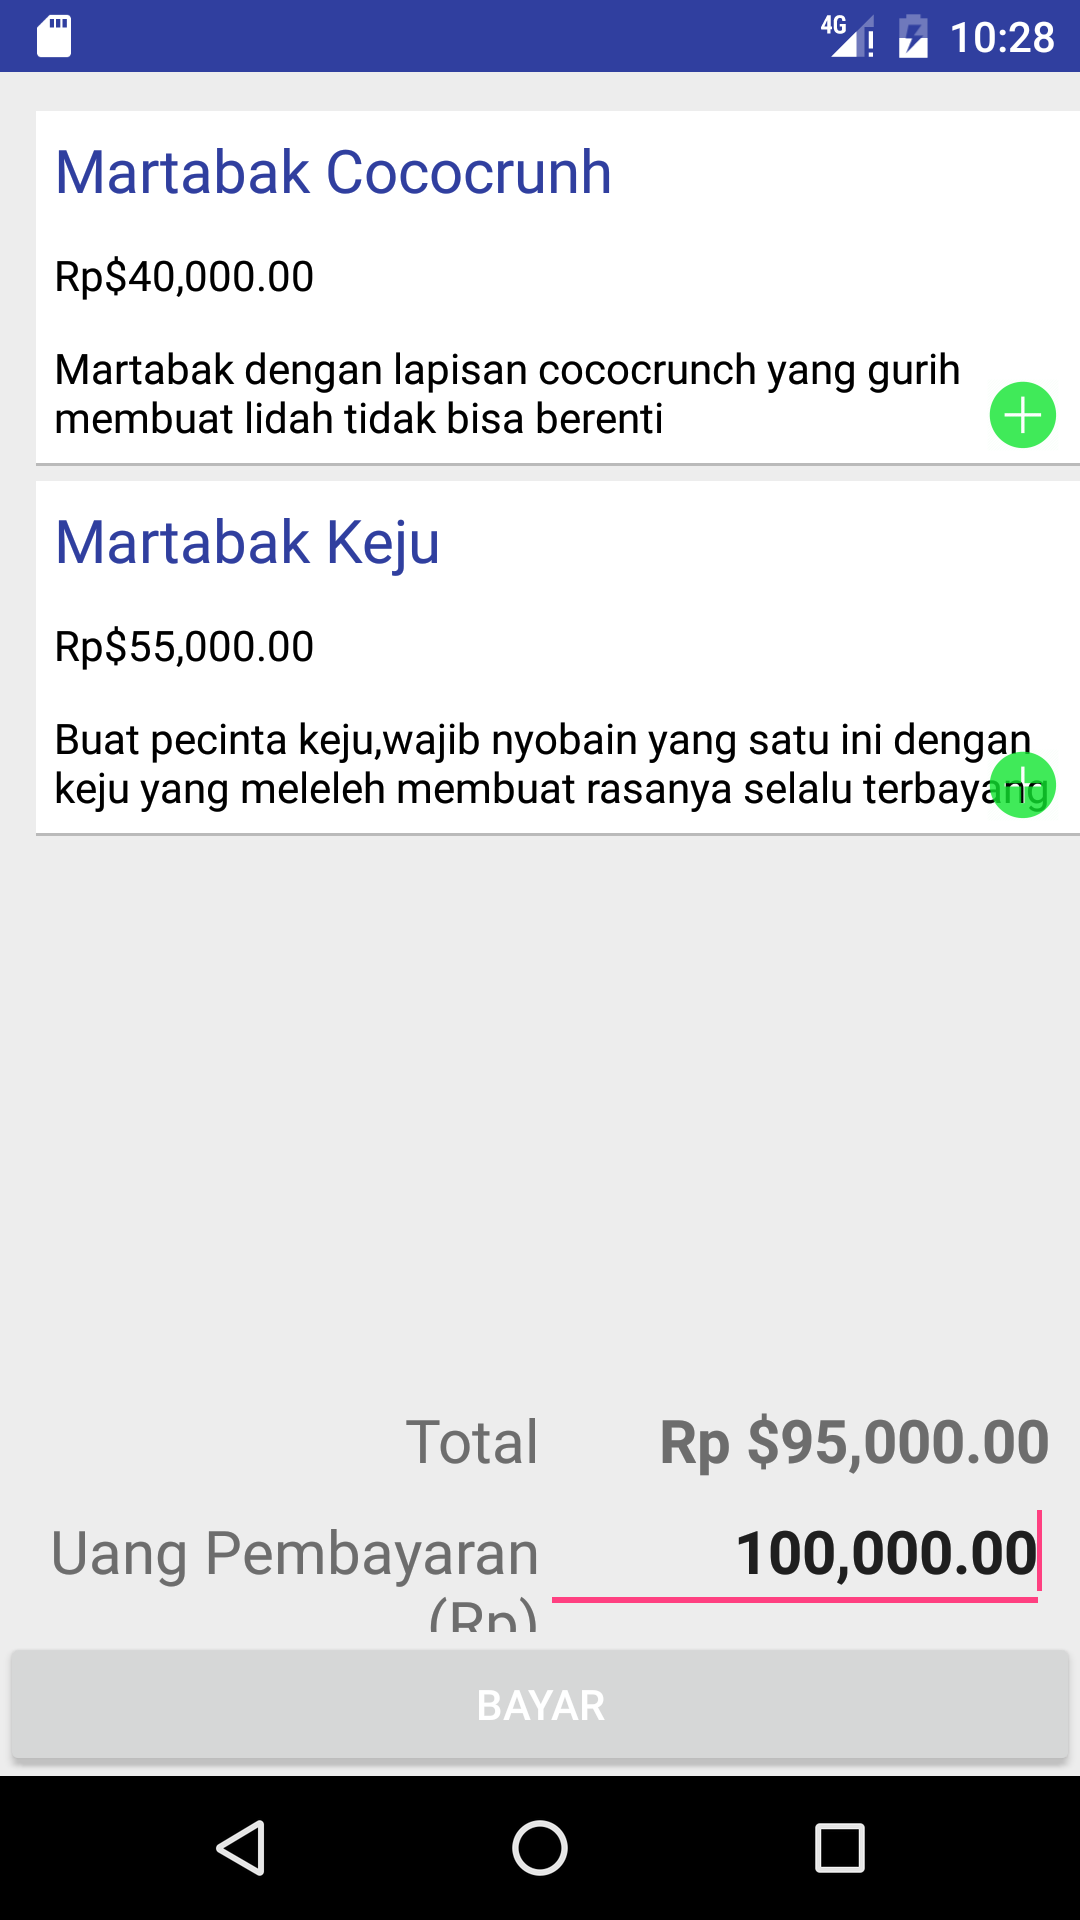 4G 10:28
Martabak Cococrunh
Rp$40,000.00
Martabak dengan lapisan cococrunch yang gurih
membuat lidah tidak bisa berenti
Martabak Keju
Rp$55,000.00
Buat pecinta keju,wajib nyobain yang satu ini dengan
keju yang meleleh membuat rasanya selalu terbayang
Total Rp $95,000.00
Uang Pembayaran 100,000.00
(Rp)
BAYAR